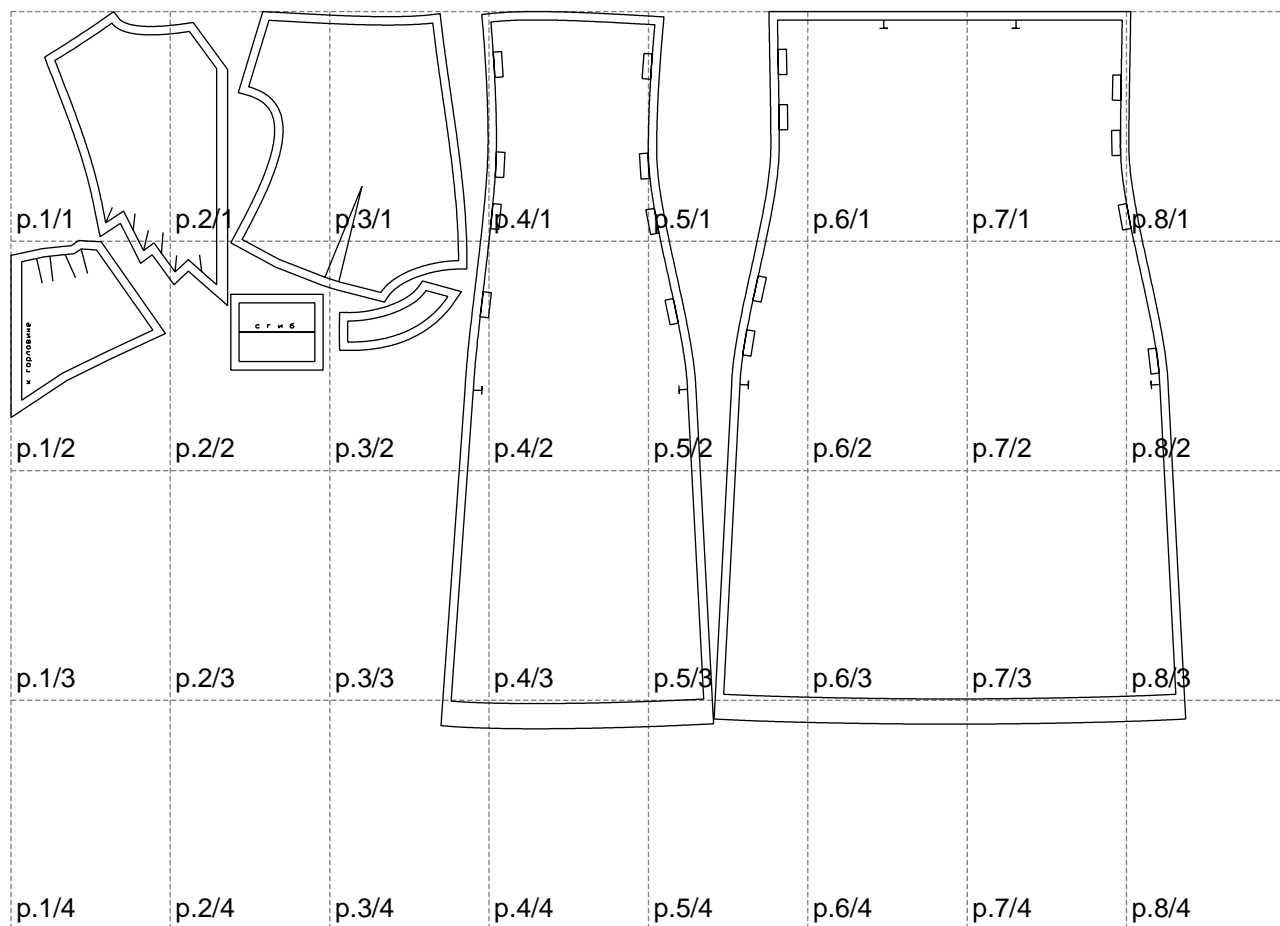 p.1/1 p.2/1 p.3/1 p.4/1 p.5/1 p.6/1 p.7/1 p.8/1
сгиб
к горловине
p.1/2 p.2/2 p.3/2 p.4/2 p.5/2 p.6/2 p.7/2 p.8/2
p.1/3 p.2/3 p.3/3 p.4/3 p.5/3 p.6/3 p.7/3 p.8/3
p.1/4 p.2/4 p.3/4 p.4/4 p.5/4 p.6/4 p.7/4 p.8/4